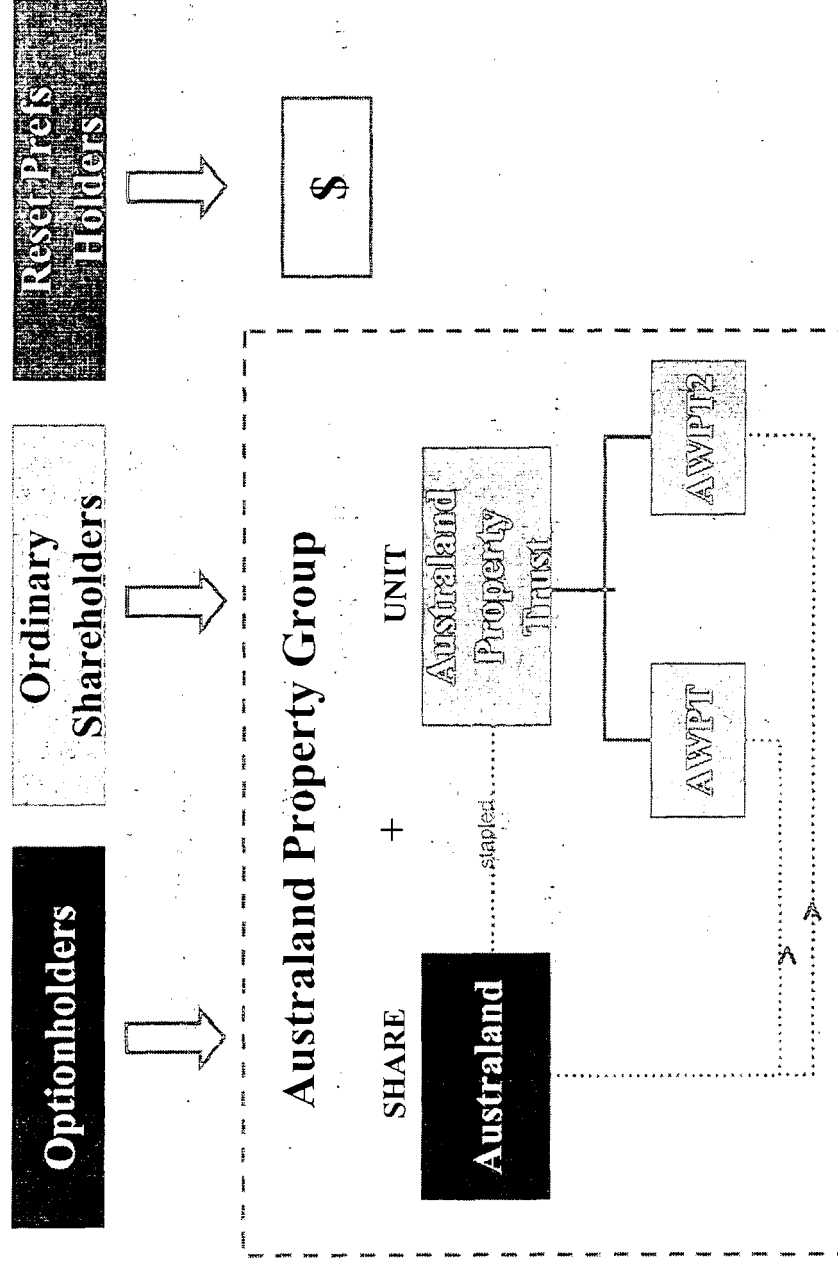 Optionholders
Ordinary
Shareholders
Reset Prefs
Holders
$
Australand Property Group
SHARE
+
UNIT
Australand
stapled
Australand
Property
Trust
AWPT
AWPT2